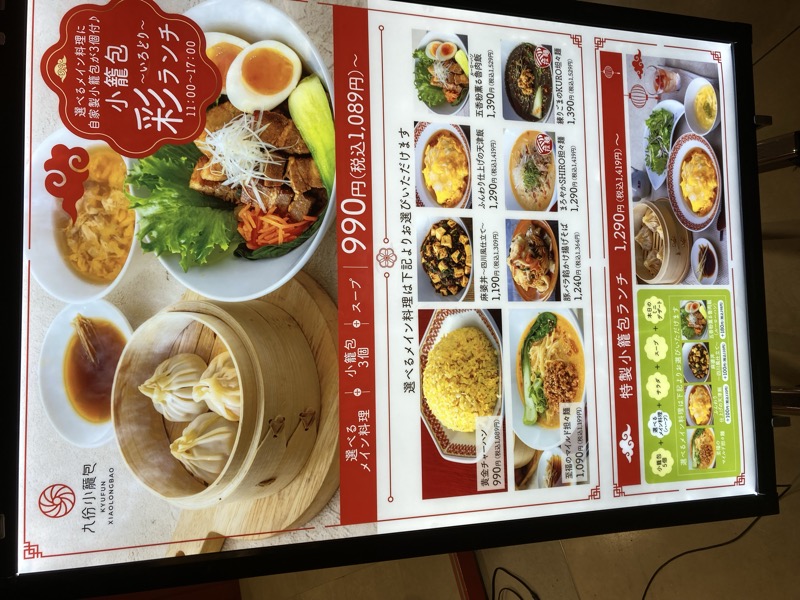 九份小籠包
KYUFUN
XIAOLONGBAO
選べるメイン料理に
自家製小籠包が3個付♪
小籠包
彩〜いろどり〜ランチ
11:00〜17:00
選べる
メイン料理
+
小籠包
3個
+
スープ
990円(税込1,089円)〜
選べるメイン料理は下記よりお選びいただけます
黄金チャーハン
990円(税込1,089円)
麻婆丼〜四川風仕立て〜
1,190円(税込1,309円)
ふんわり仕上げの天津飯
1,290円(税込1,419円)
五香粉薫る魯肉飯
1,390円(税込1,529円)
至福のマイルド担々麺
1,090円(税込1,199円)
豚バラ餡かけ揚げそば
1,240円(税込1,364円)
まろやかSHIRO担々麺
1,290円(税込1,419円)
練りごまのKURO担々麺
1,390円(税込1,529円)
特製小籠包ランチ 1,290円(税込1,419円)〜
小籠包
5個
+
選べる
メイン料理
(ハーフ)
+
サラダ
+
スープ
+
本日の
ミニ
デザート
選べるメイン料理は下記よりお選びいただけます
至福の
マイルド担々麺
ふんわり
仕上げの天津飯
+100円(税込110円)
麻婆丼
〜四川風仕立て〜
+100円(税込110円)
五香粉薫る魯肉飯